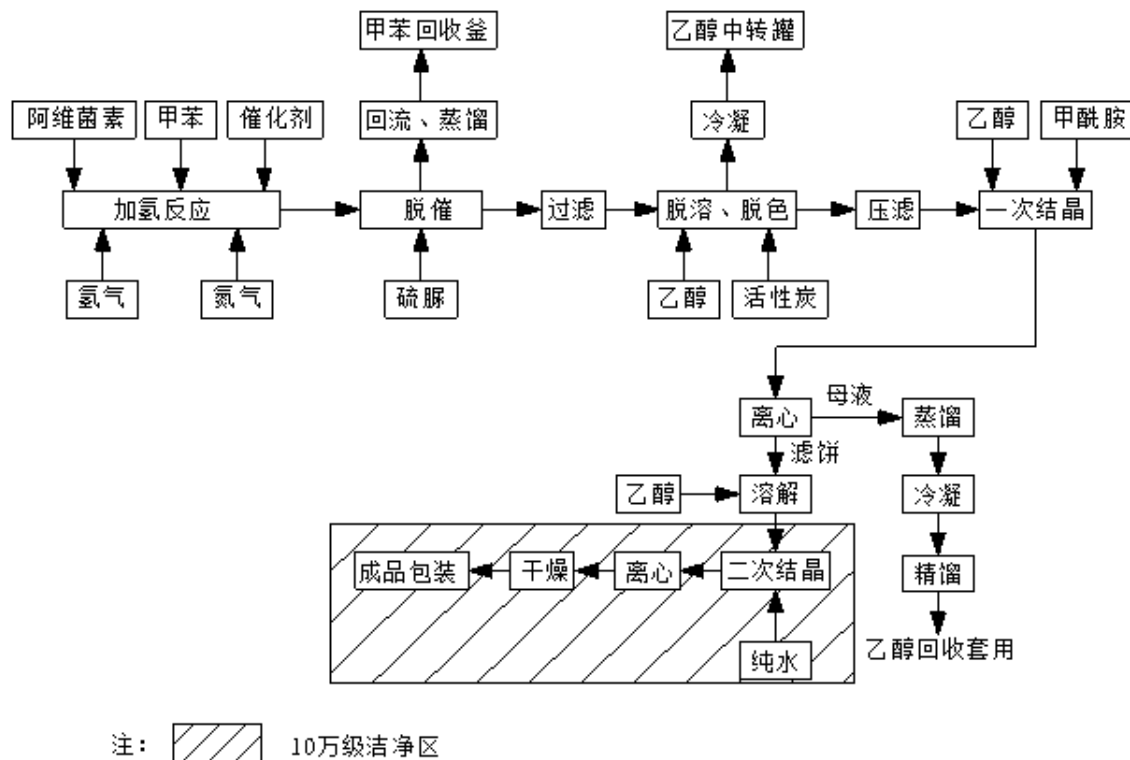 甲苯回收釜
乙醇中转罐
阿维菌素
甲苯
催化剂
回流、蒸馏
冷凝
乙醇
甲酰胺
加氢反应
脱催
过滤
脱溶、脱色
压滤
一次结晶
氢气
氮气
硫脲
乙醇
活性炭
离心
母液
蒸馏
滤饼
乙醇
溶解
冷凝
成品包装
干燥
离心
二次结晶
精馏
纯水
乙醇回收套用
注：
10万级洁净区